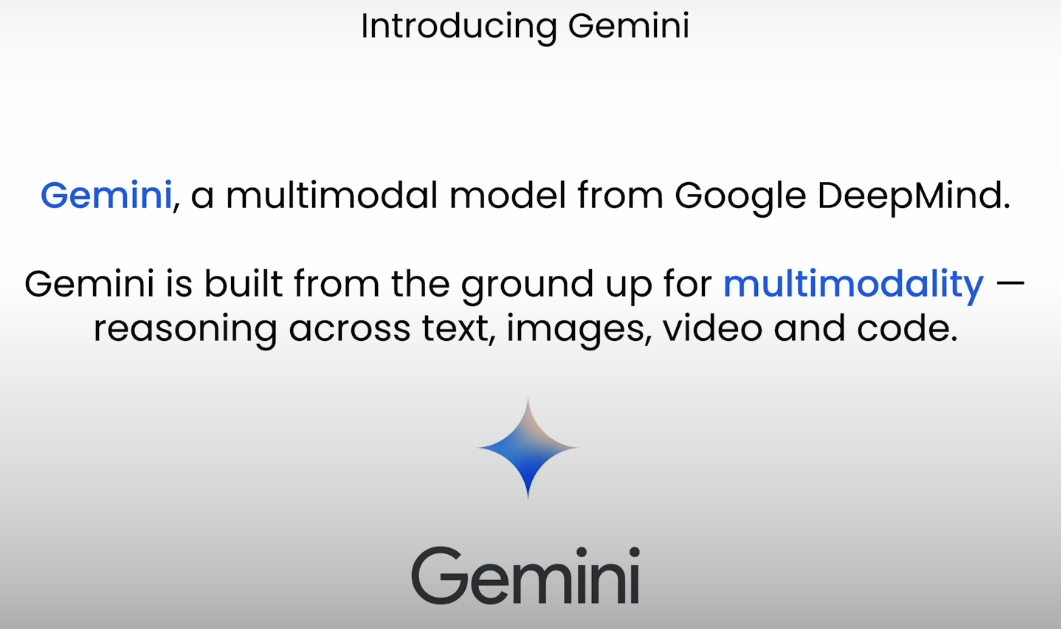 Introducing Gemini
Gemini, a multimodal model from Google DeepMind.
Gemini is built from the ground up for multimodality —
reasoning across text, images, video and code.
Gemini